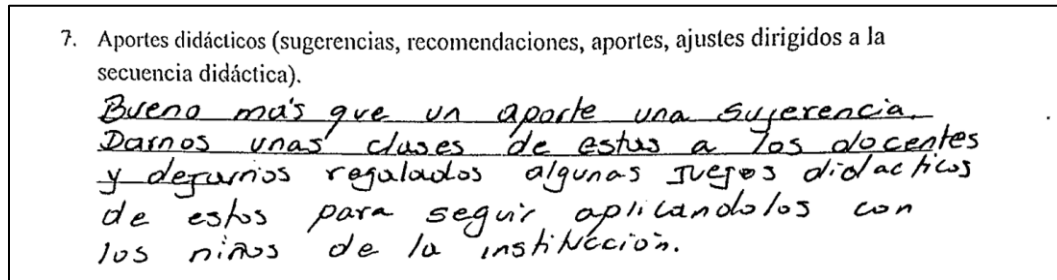 7. Aportes didácticos (sugerencias, recomendaciones, aportes, ajustes dirigidos a la
secuencia didáctica).
Bueno más que un aporte una sujerencia.
Darnos unas clases de estas a los docentes
y dejarnos regalados algunas Juegos didacticos
de estos para seguir aplicandolos con
los niños de la institución.